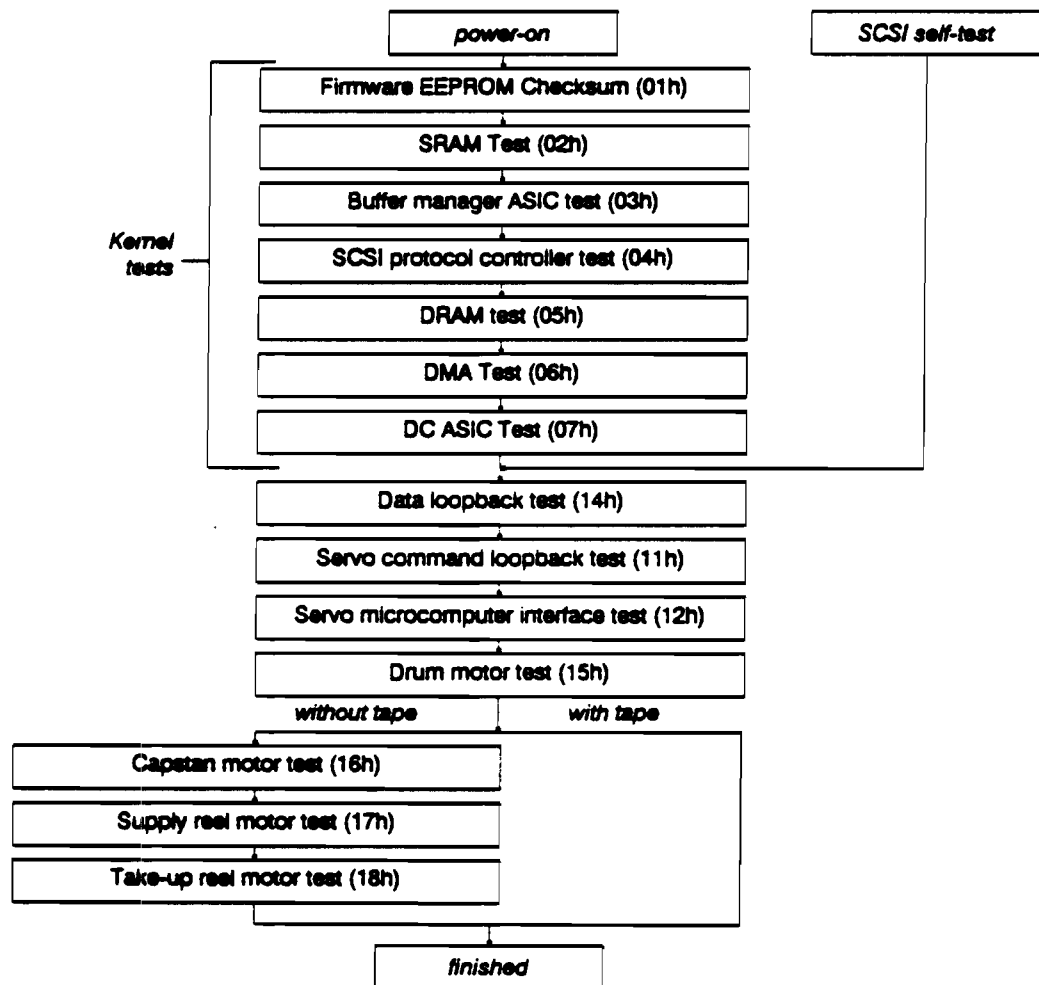 power-on
SCSI self-test
Firmware EEPROM Checksum (01h)
SRAM Test (02h)
Buffer manager ASIC test (03h)
Kernel
tests
SCSI protocol controller test (04h)
DRAM test (05h)
DMA Test (06h)
DC ASIC Test (07h)
Data loopback test (14h)
Servo command loopback test (11h)
Servo microcomputer interface test (12h)
Drum motor test (15h)
without tape
with tape
Capstan motor test (16h)
Supply reel motor test (17h)
Take-up reel motor test (18h)
finished